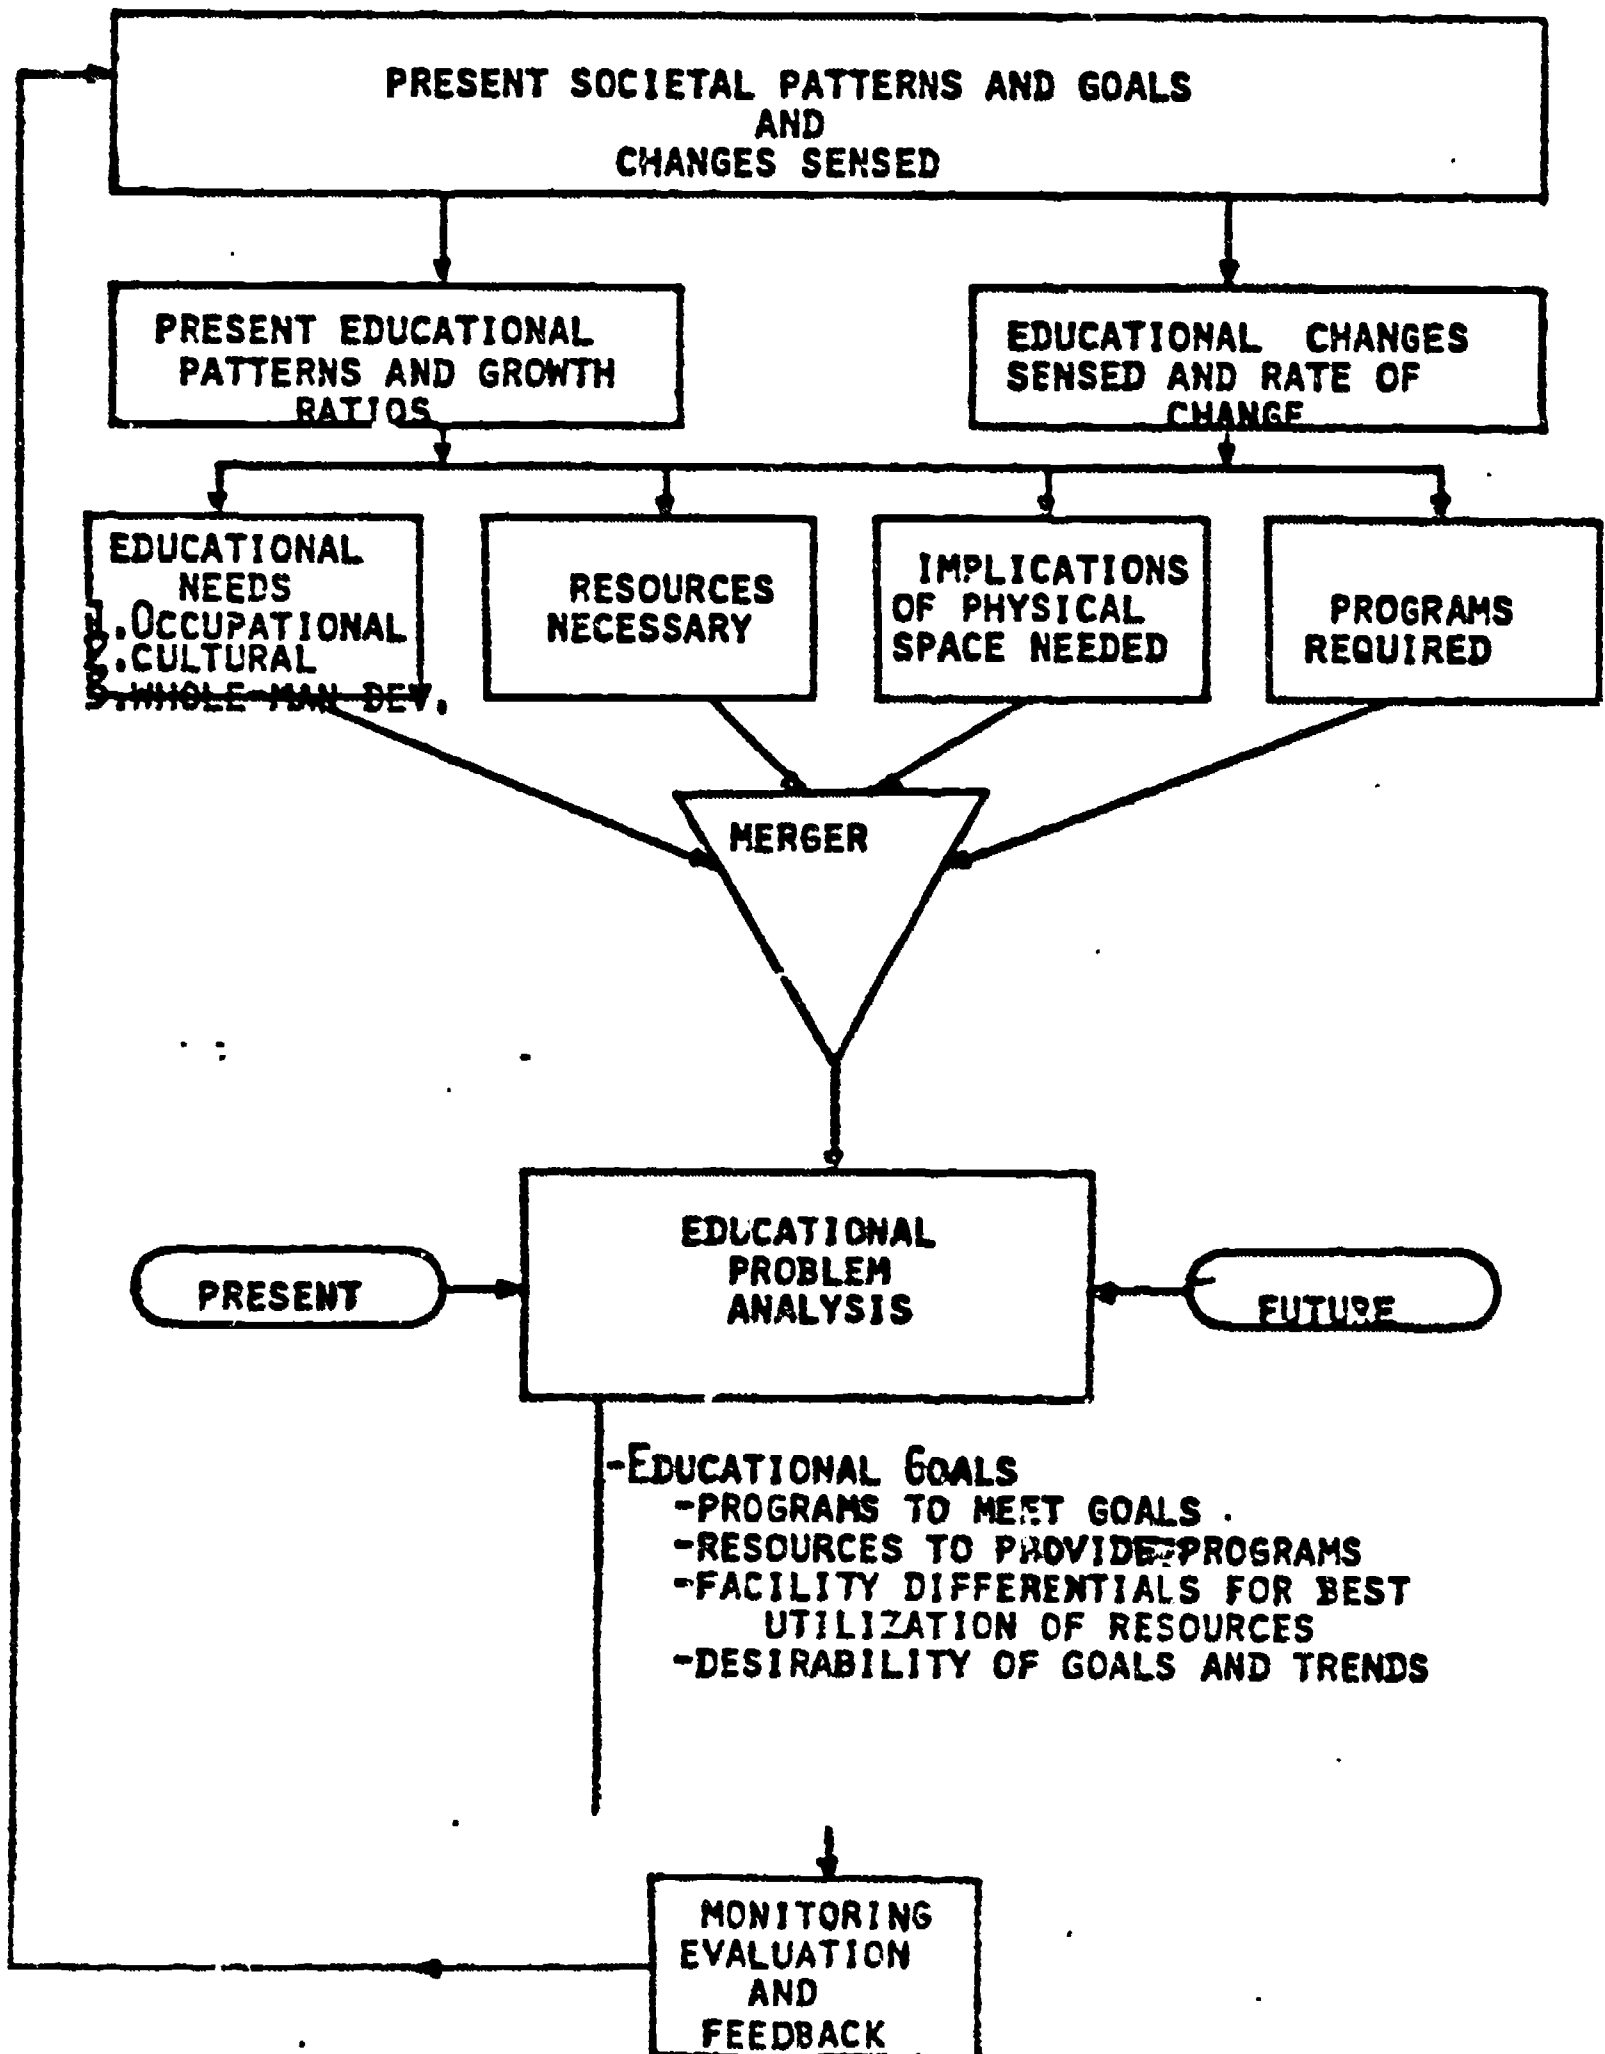 PRESENT SOCIETAL PATTERNS AND GOALS
AND
CHANGES SENSED
PRESENT EDUCATIONAL
PATTERNS AND GROWTH
RATIOS
EDUCATIONAL CHANGES
SENSED AND RATE OF
CHANGE
EDUCATIONAL
NEEDS
1.OCCUPATIONAL
2.CULTURAL
3.WHOLE MAN DEV.
RESOURCES
NECESSARY
IMPLICATIONS
OF PHYSICAL
SPACE NEEDED
PROGRAMS
REQUIRED
MERGER
EDUCATIONAL
PROBLEM
ANALYSIS
PRESENT
FUTURE
-EDUCATIONAL GOALS
-PROGRAMS TO MEET GOALS
-RESOURCES TO PROVIDE PROGRAMS
-FACILITY DIFFERENTIALS FOR BEST
UTILIZATION OF RESOURCES
-DESIRABILITY OF GOALS AND TRENDS
MONITORING
EVALUATION
AND
FEEDBACK